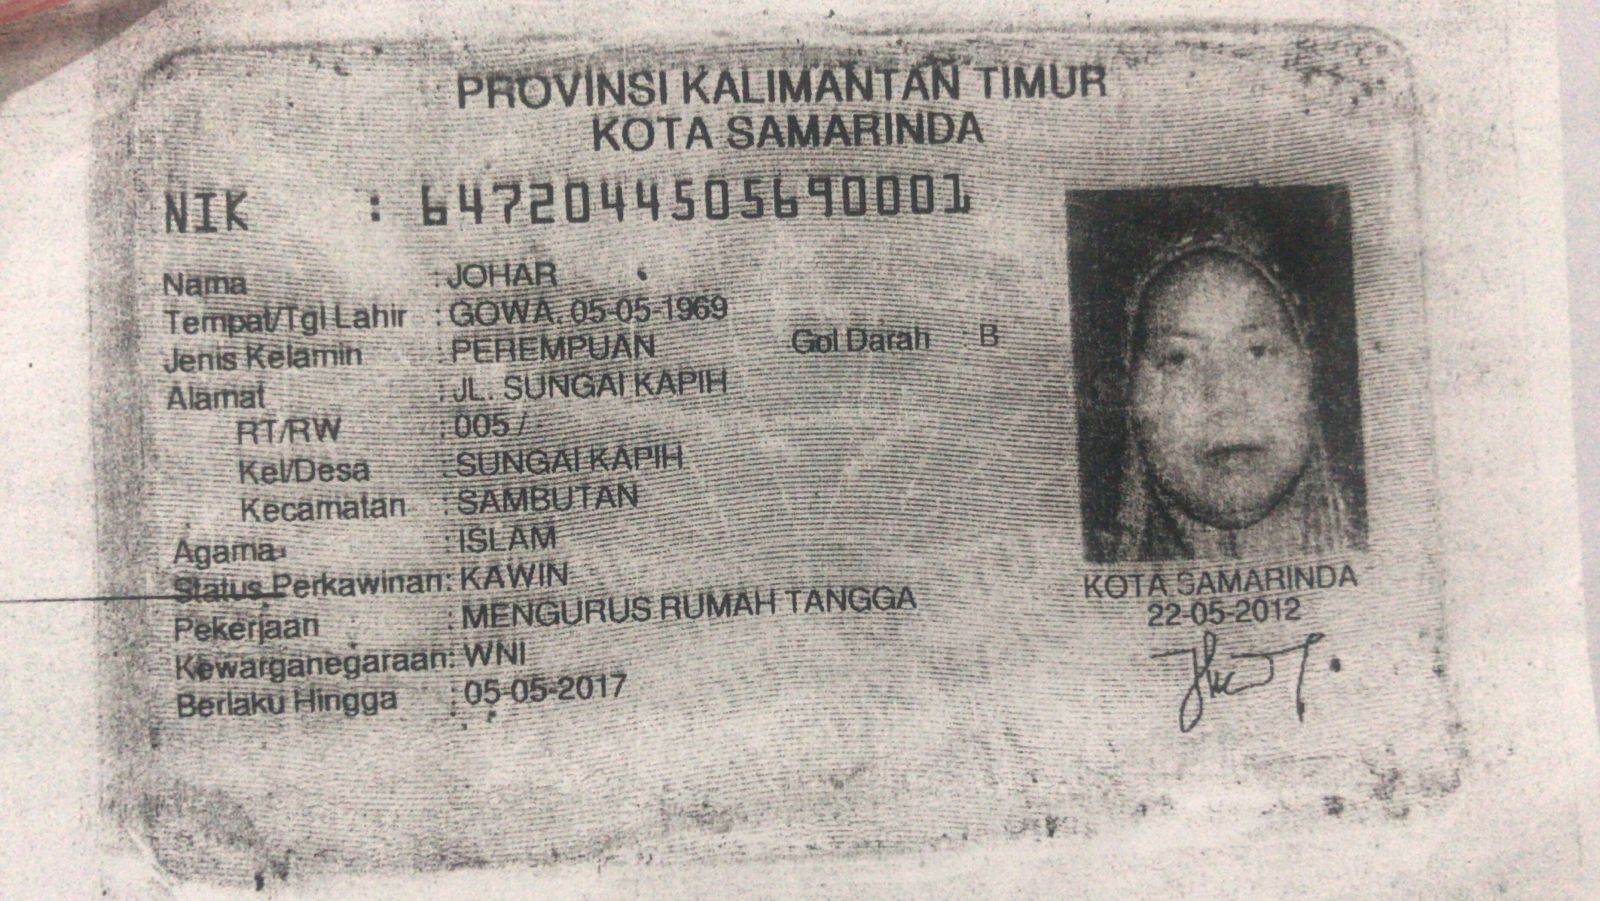 PROVINSI KALIMANTAN TIMUR
KOTA SAMARINDA
NIK : 6472044505690001
Nama : JOHAR
Tempat/Tgl Lahir : GOWA, 05-05-1969
Jenis Kelamin : PEREMPUAN Gol Darah : B
Alamat : JL. SUNGAI KAPIH
RT/RW : 005 /
Kel/Desa : SUNGAI KAPIH
Kecamatan : SAMBUTAN
Agama : ISLAM
Status Perkawinan: KAWIN
Pekerjaan : MENGURUS RUMAH TANGGA
Kewarganegaraan: WNI
Berlaku Hingga : 05-05-2017
KOTA SAMARINDA
22-05-2012